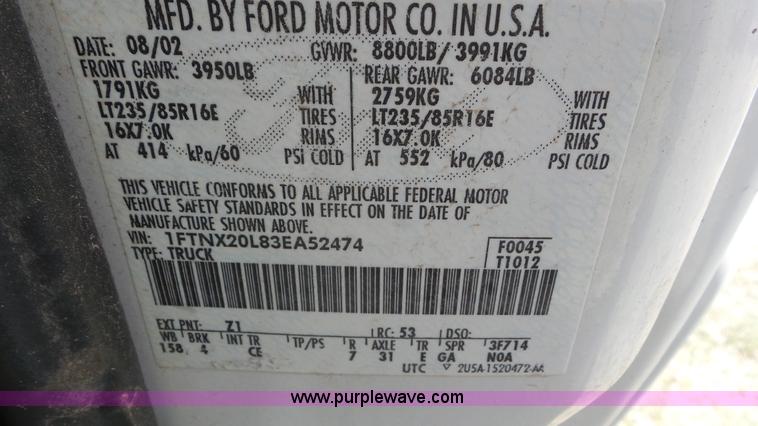 MFD. BY FORD MOTOR CO. IN U.S.A.
DATE: 08/02 GVWR: 8800LB/ 3991KG
FRONT GAWR: 3950LB REAR GAWR: 6084LB
1791KG WITH 2759KG WITH
LT235/85R16E TIRES LT235/85R16E TIRES
16X7.0K RIMS 16X7.0K RIMS
AT 414 kPa/60 PSI COLD AT 552 kPa/80 PSI COLD
THIS VEHICLE CONFORMS TO ALL APPLICABLE FEDERAL MOTOR
VEHICLE SAFETY STANDARDS IN EFFECT ON THE DATE OF
MANUFACTURE SHOWN ABOVE.
VIN: 1FTNX20L83EA52474 F0045
TYPE: TRUCK T1012
EXT PNT: Z1 RC: 53 DSO:
WB BRK INT TR TP/PS R AXLE TR SPR 3F714
158 4 CE 7 31 E GA N0A
UTC ▽ 2U5A-1520472-AA
www.purplewave.com